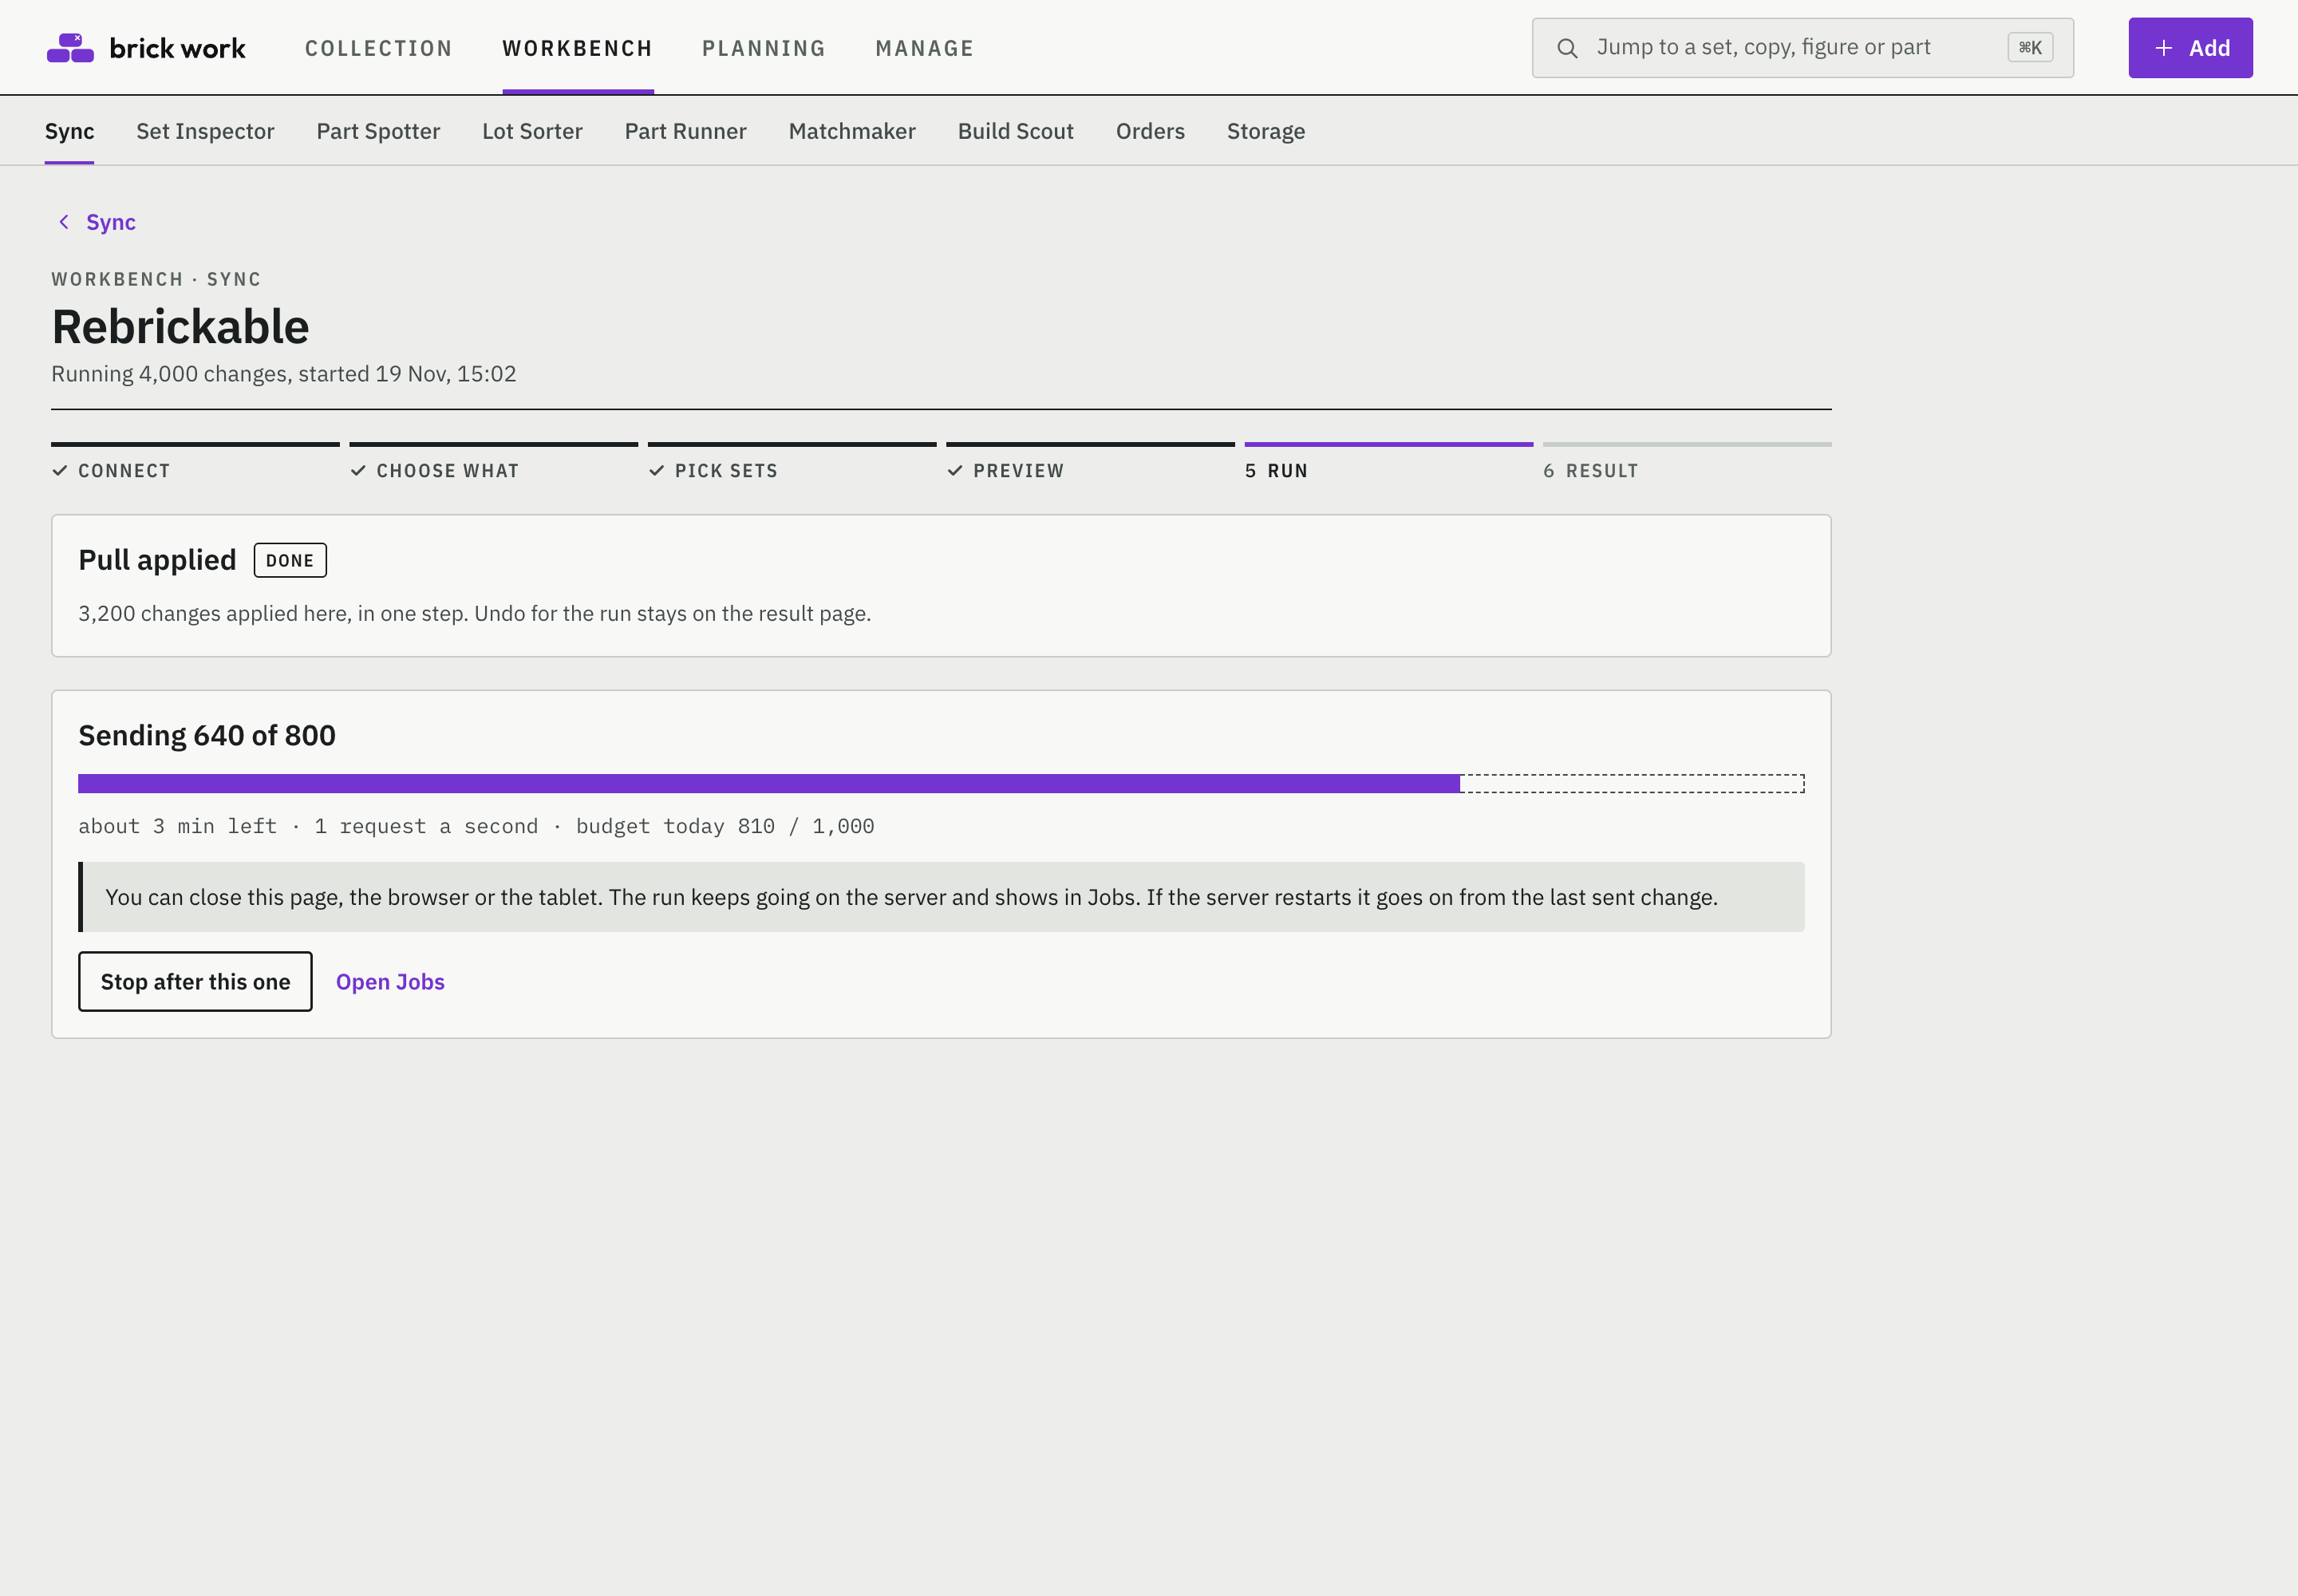 brick work
COLLECTION WORKBENCH PLANNING MANAGE
Jump to a set, copy, figure or part ⌘K
+ Add
Sync Set Inspector Part Spotter Lot Sorter Part Runner Matchmaker Build Scout Orders Storage
Sync
WORKBENCH · SYNC
Rebrickable
Running 4,000 changes, started 19 Nov, 15:02
CONNECT CHOOSE WHAT PICK SETS PREVIEW 5 RUN 6 RESULT
Pull applied DONE
3,200 changes applied here, in one step. Undo for the run stays on the result page.
Sending 640 of 800
about 3 min left · 1 request a second · budget today 810 / 1,000
You can close this page, the browser or the tablet. The run keeps going on the server and shows in Jobs. If the server restarts it goes on from the last sent change.
Stop after this one Open Jobs